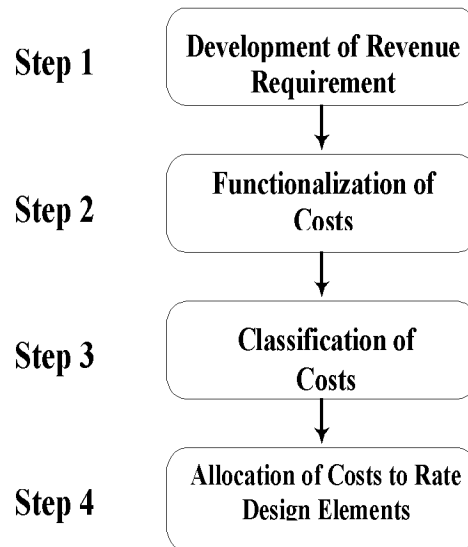 Step 1
Development of Revenue
Requirement
Step 2
Functionalization of
Costs
Step 3
Classification of
Costs
Step 4
Allocation of Costs to Rate
Design Elements